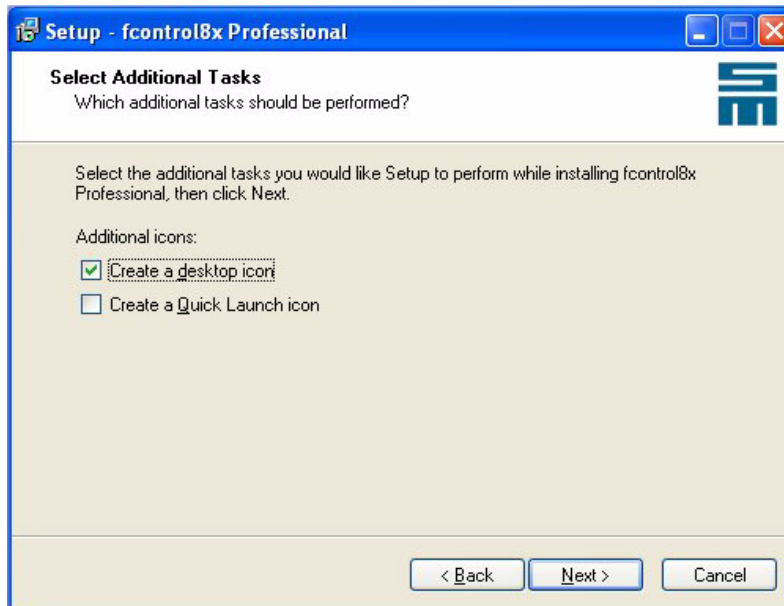 Setup - fcontrol8x Professional
Select Additional Tasks
Which additional tasks should be performed?
SM
Select the additional tasks you would like Setup to perform while installing fcontrol8x
Professional, then click Next.
Additional icons:
Create a desktop icon
Create a Quick Launch icon
< Back
Next >
Cancel